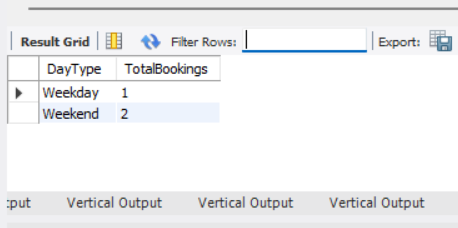 Result Grid Filter Rows: Export:
DayType TotalBookings
Weekday 1
Weekend 2
tput Vertical Output Vertical Output Vertical Output